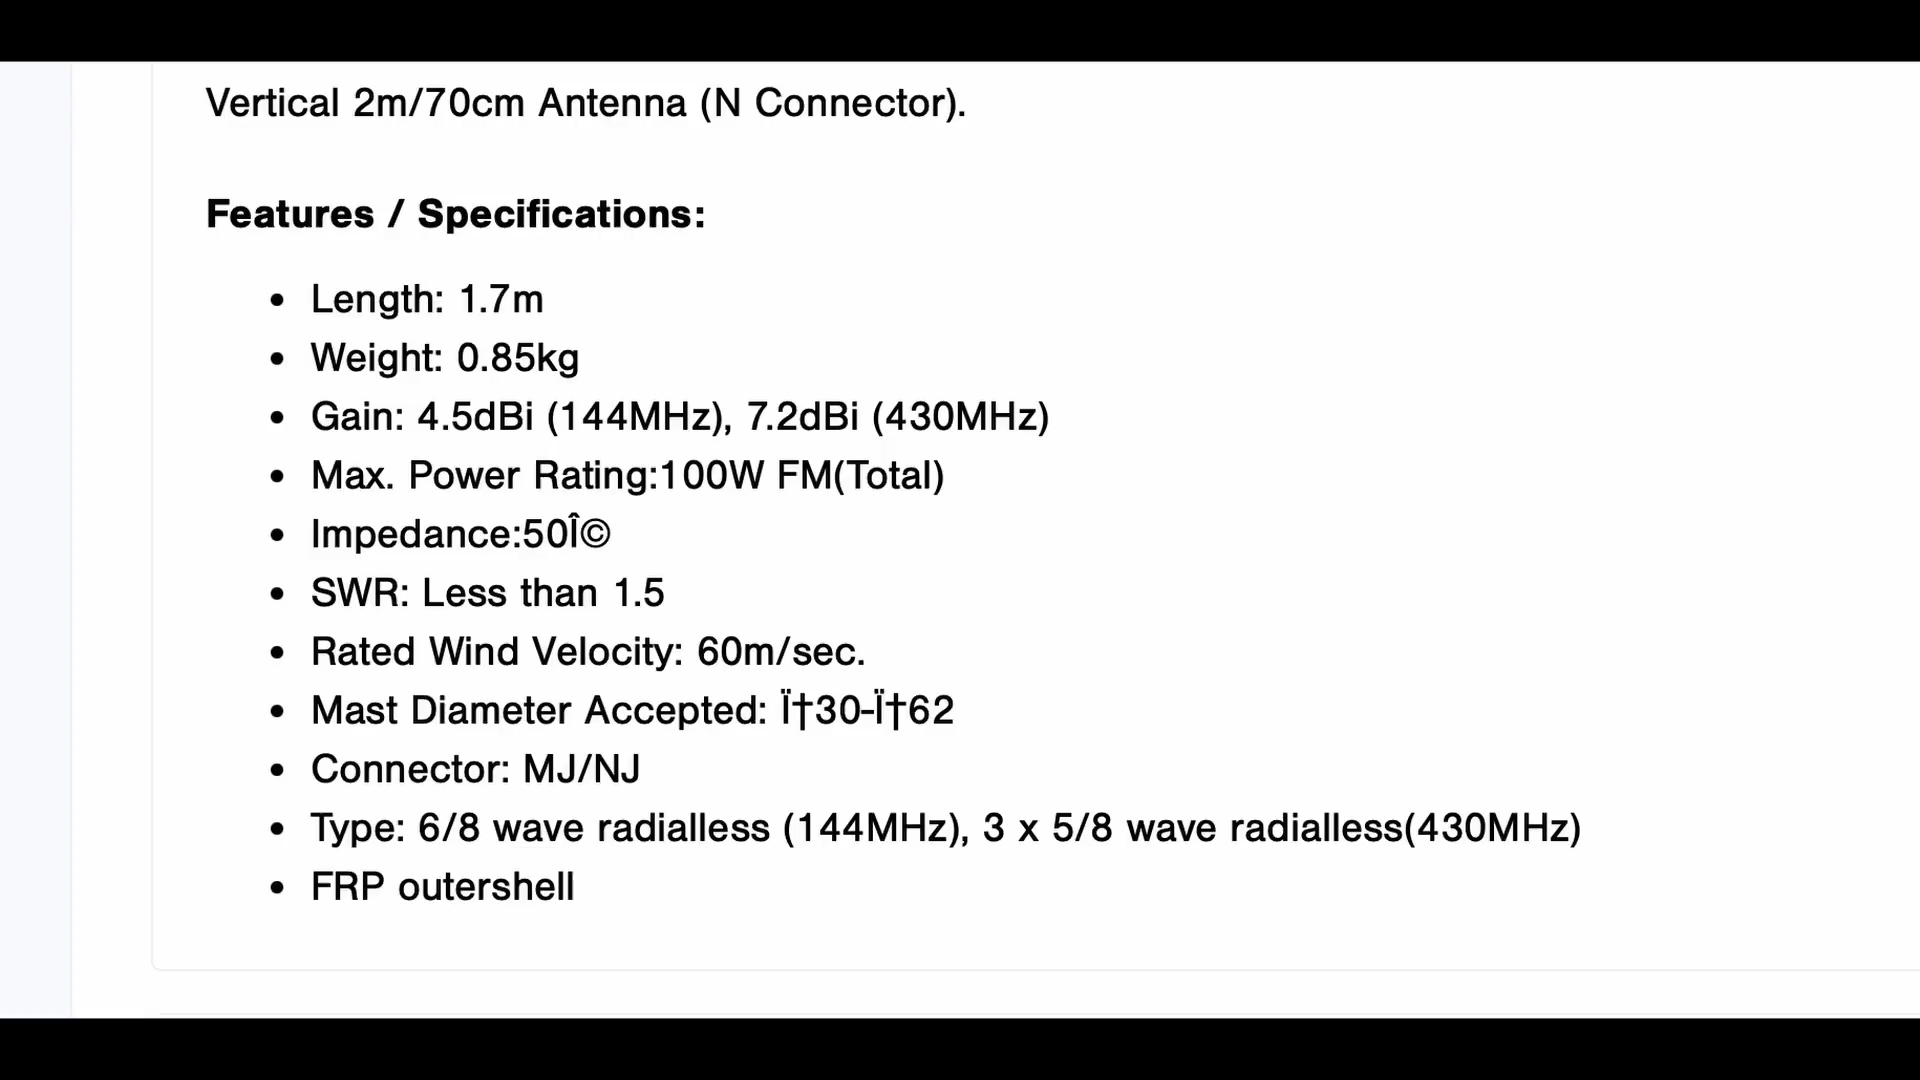 Vertical 2m/70cm Antenna (N Connector).
Features / Specifications:
• Length: 1.7m
• Weight: 0.85kg
• Gain: 4.5dBi (144MHz), 7.2dBi (430MHz)
• Max. Power Rating:100W FM(Total)
• Impedance:50Î©
• SWR: Less than 1.5
• Rated Wind Velocity: 60m/sec.
• Mast Diameter Accepted: Ï†30-Ï†62
• Connector: MJ/NJ
• Type: 6/8 wave radialless (144MHz), 3 x 5/8 wave radialless(430MHz)
• FRP outershell